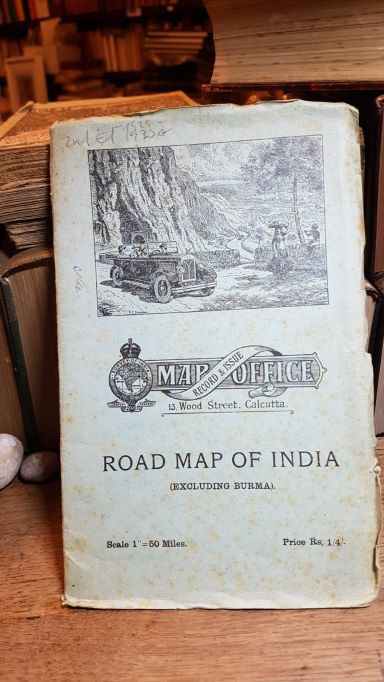 2nd Ed
MAP OFFICE
RECORD & ISSUE
13, Wood Street, Calcutta.
ROAD MAP OF INDIA
(EXCLUDING BURMA).
Scale 1"=50 Miles.
Price Rs, 1/4/-